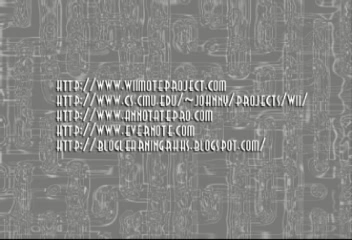 http://www.wiimoteproject.com
http://www.cs.cmu.edu/~johnny/projects/wii/
http://www.annotatepro.com
http://www.evernote.com
http://bloglearningrhhs.blogspot.com/